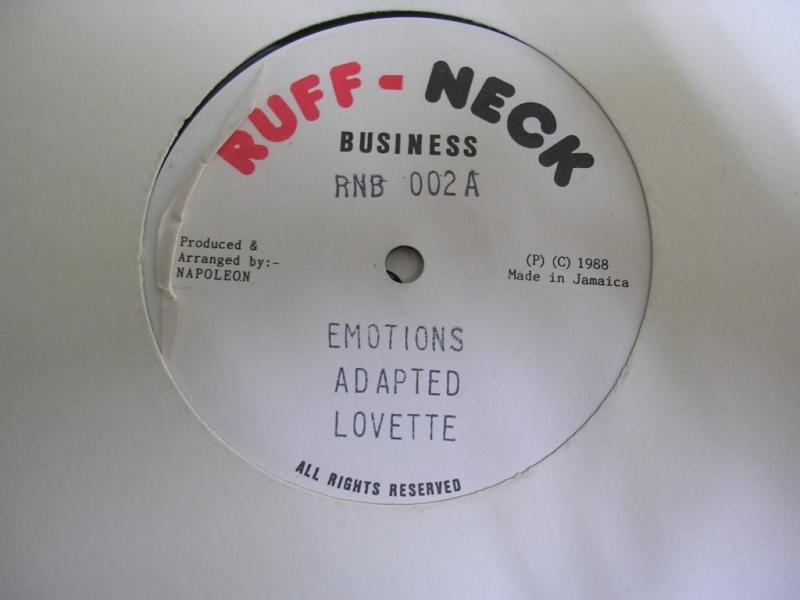 RUFF-NECK
BUSINESS
RNB 002A
Produced &
Arranged by:-
NAPOLEON
(P) (C) 1988
Made in Jamaica
EMOTIONS
ADAPTED
LOVETTE
ALL RIGHTS RESERVED